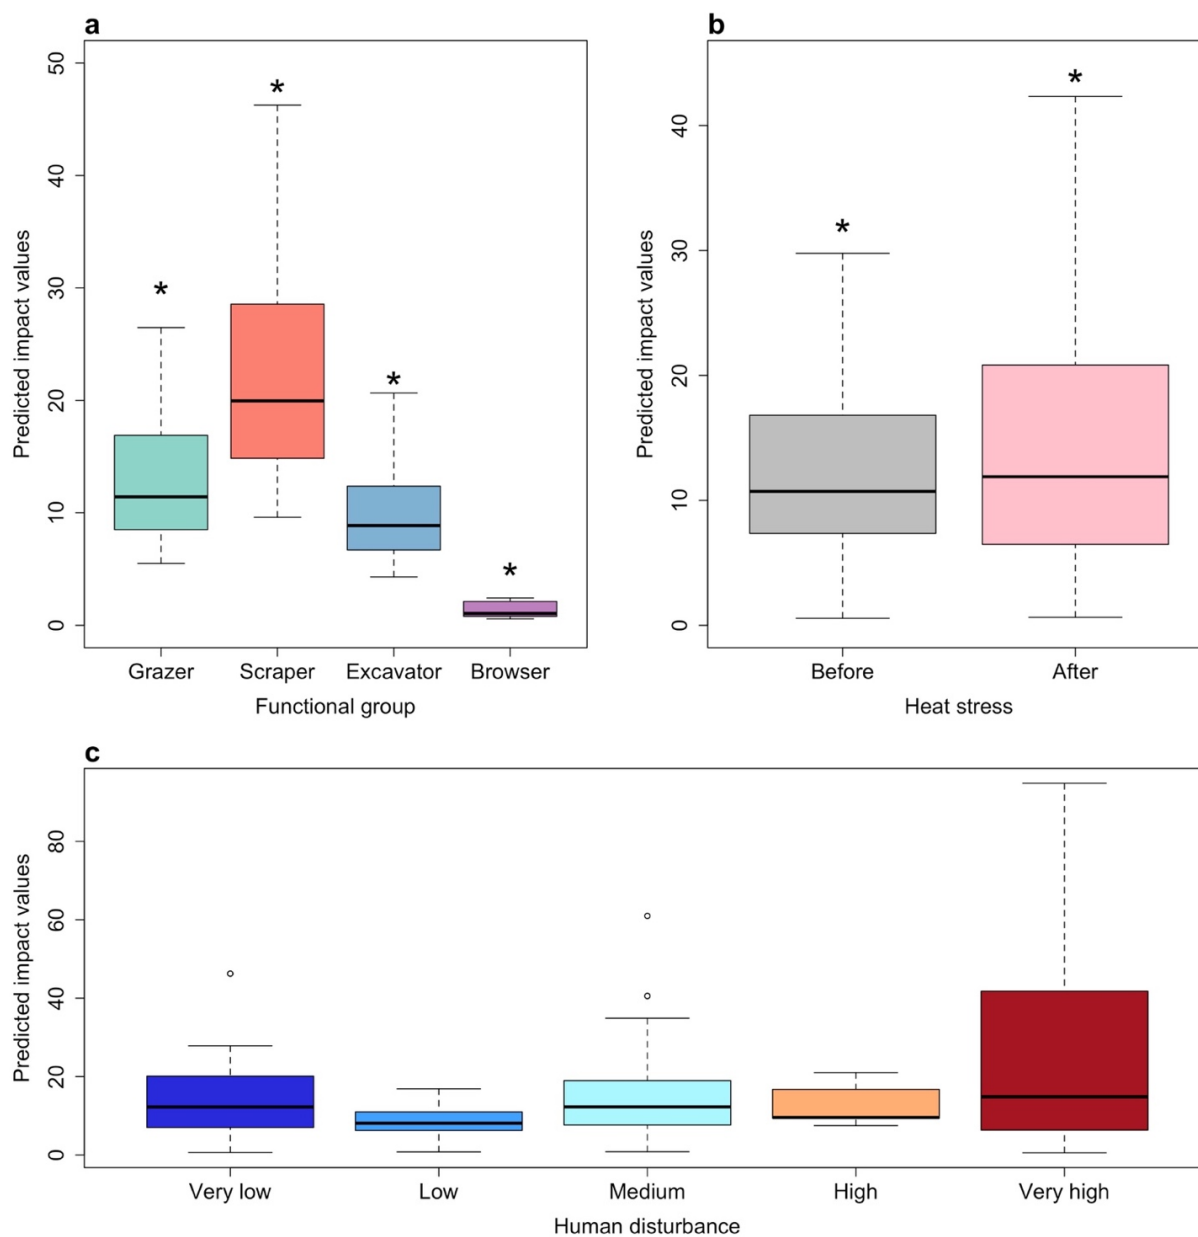 a
50
40
30
20
10
0
Predicted impact values
*
*
*
*
Grazer Scraper Excavator Browser
Functional group
b
40
30
20
10
0
Predicted impact values
*
*
Before After
Heat stress
c
80
60
40
20
0
Predicted impact values
Very low Low Medium High Very high
Human disturbance